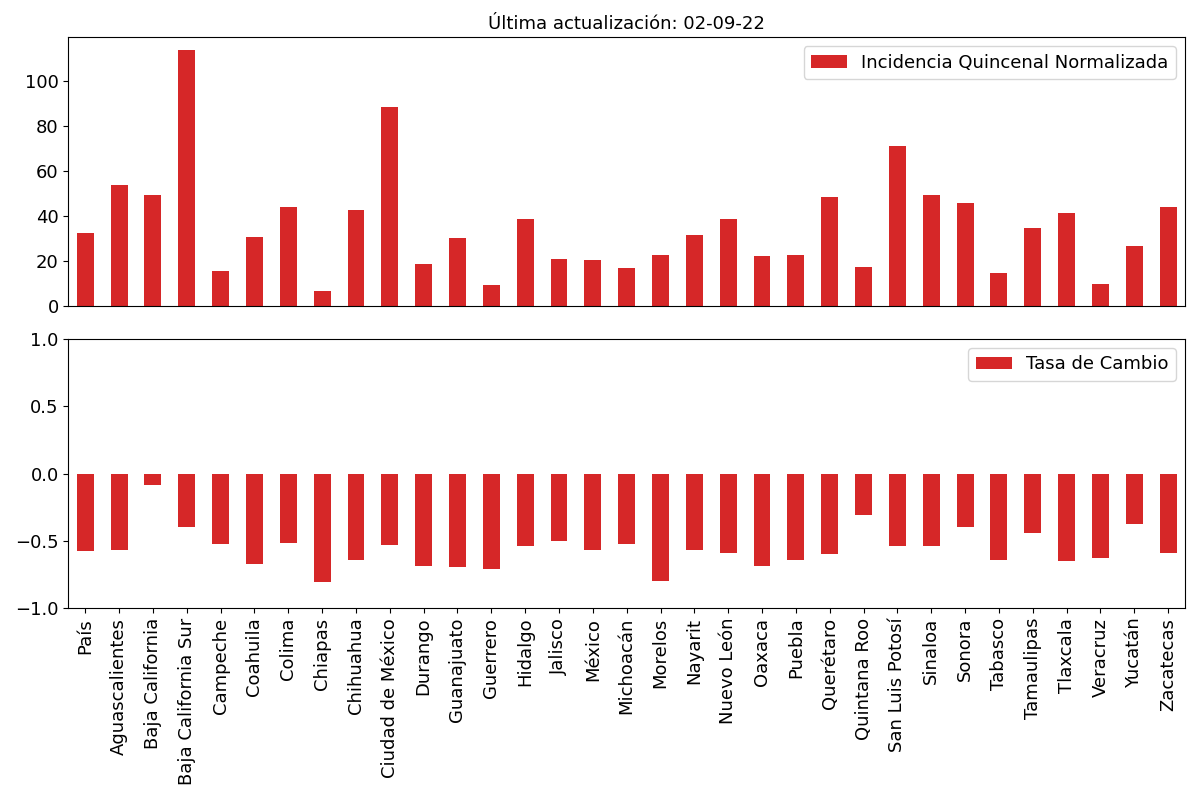 Última actualización: 02-09-22
Incidencia Quincenal Normalizada
100
80
60
40
20
0
Tasa de Cambio
1.0
0.5
0.0
−0.5
−1.0
País
Aguascalientes
Baja California
Baja California Sur
Campeche
Coahuila
Colima
Chiapas
Chihuahua
Ciudad de México
Durango
Guanajuato
Guerrero
Hidalgo
Jalisco
México
Michoacán
Morelos
Nayarit
Nuevo León
Oaxaca
Puebla
Querétaro
Quintana Roo
San Luis Potosí
Sinaloa
Sonora
Tabasco
Tamaulipas
Tlaxcala
Veracruz
Yucatán
Zacatecas